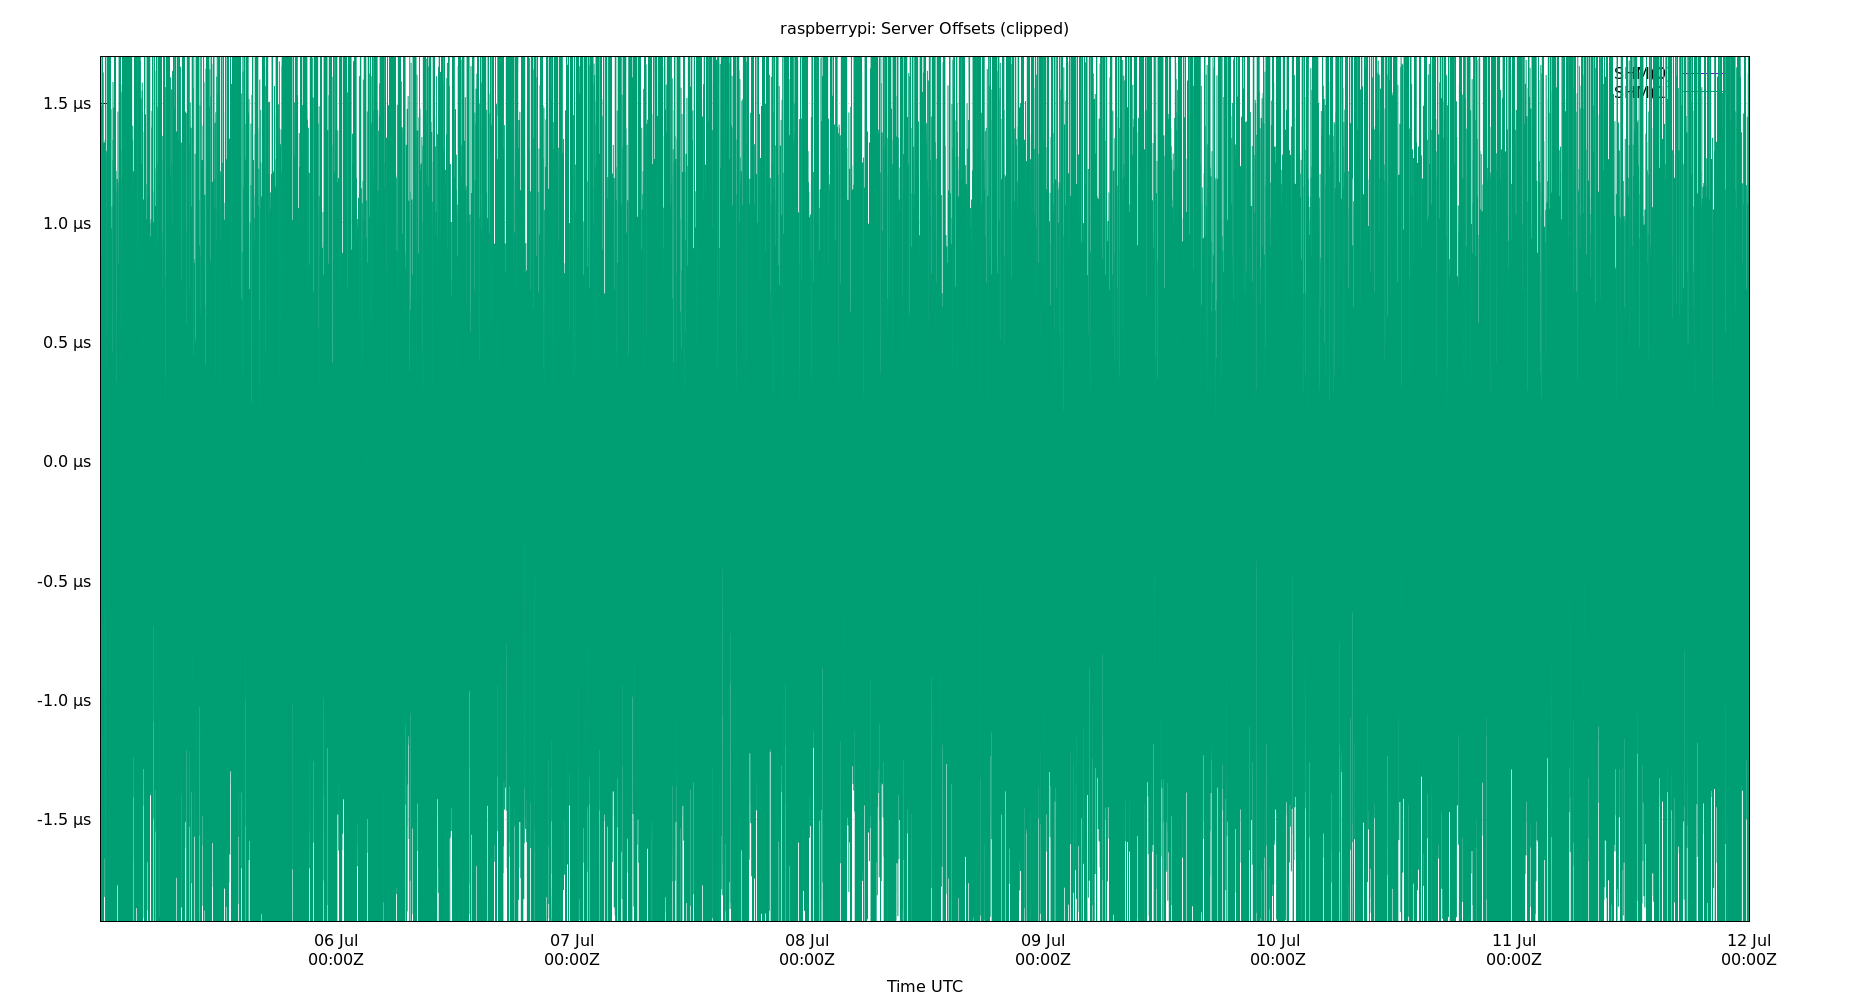 raspberrypi: Server Offsets (clipped)
1.5 µs
1.0 µs
0.5 µs
0.0 µs
-0.5 µs
-1.0 µs
-1.5 µs
06 Jul 07 Jul 08 Jul 09 Jul 10 Jul 11 Jul 12 Jul
00:00Z 00:00Z 00:00Z 00:00Z 00:00Z 00:00Z 00:00Z
Time UTC